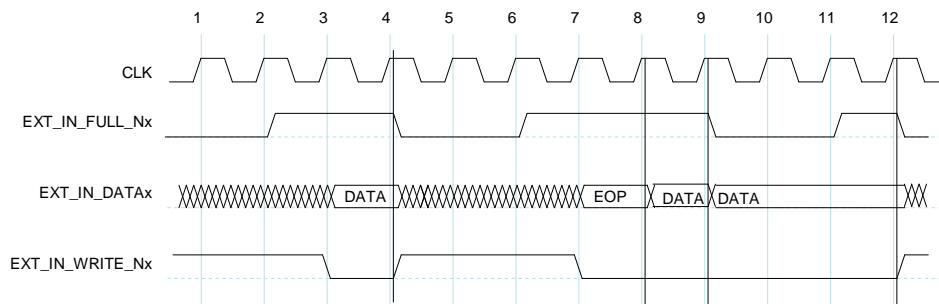 1 2 3 4 5 6 7 8 9 10 11 12
CLK
EXT_IN_FULL_Nx
EXT_IN_DATAx DATA EOP DATA DATA
EXT_IN_WRITE_Nx